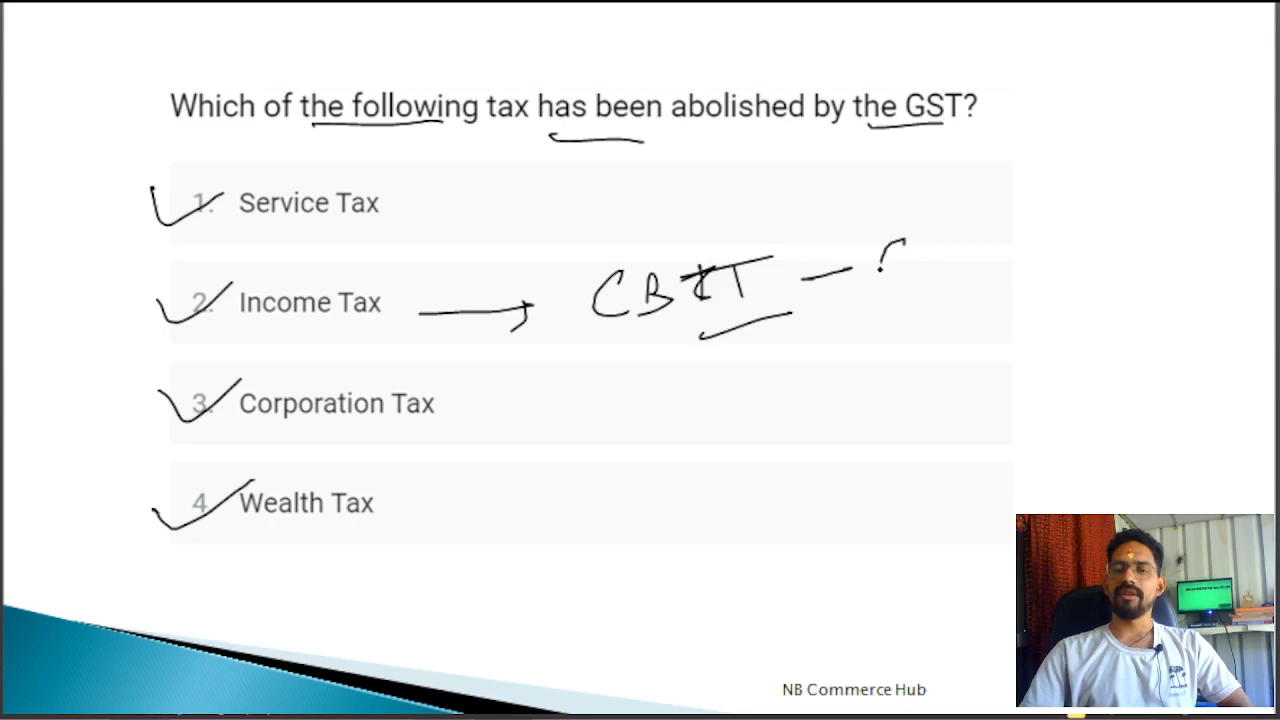 Which of the following tax has been abolished by the GST?
1. Service Tax
2. Income Tax → CBIT - ?
3. Corporation Tax
4. Wealth Tax
NB Commerce Hub